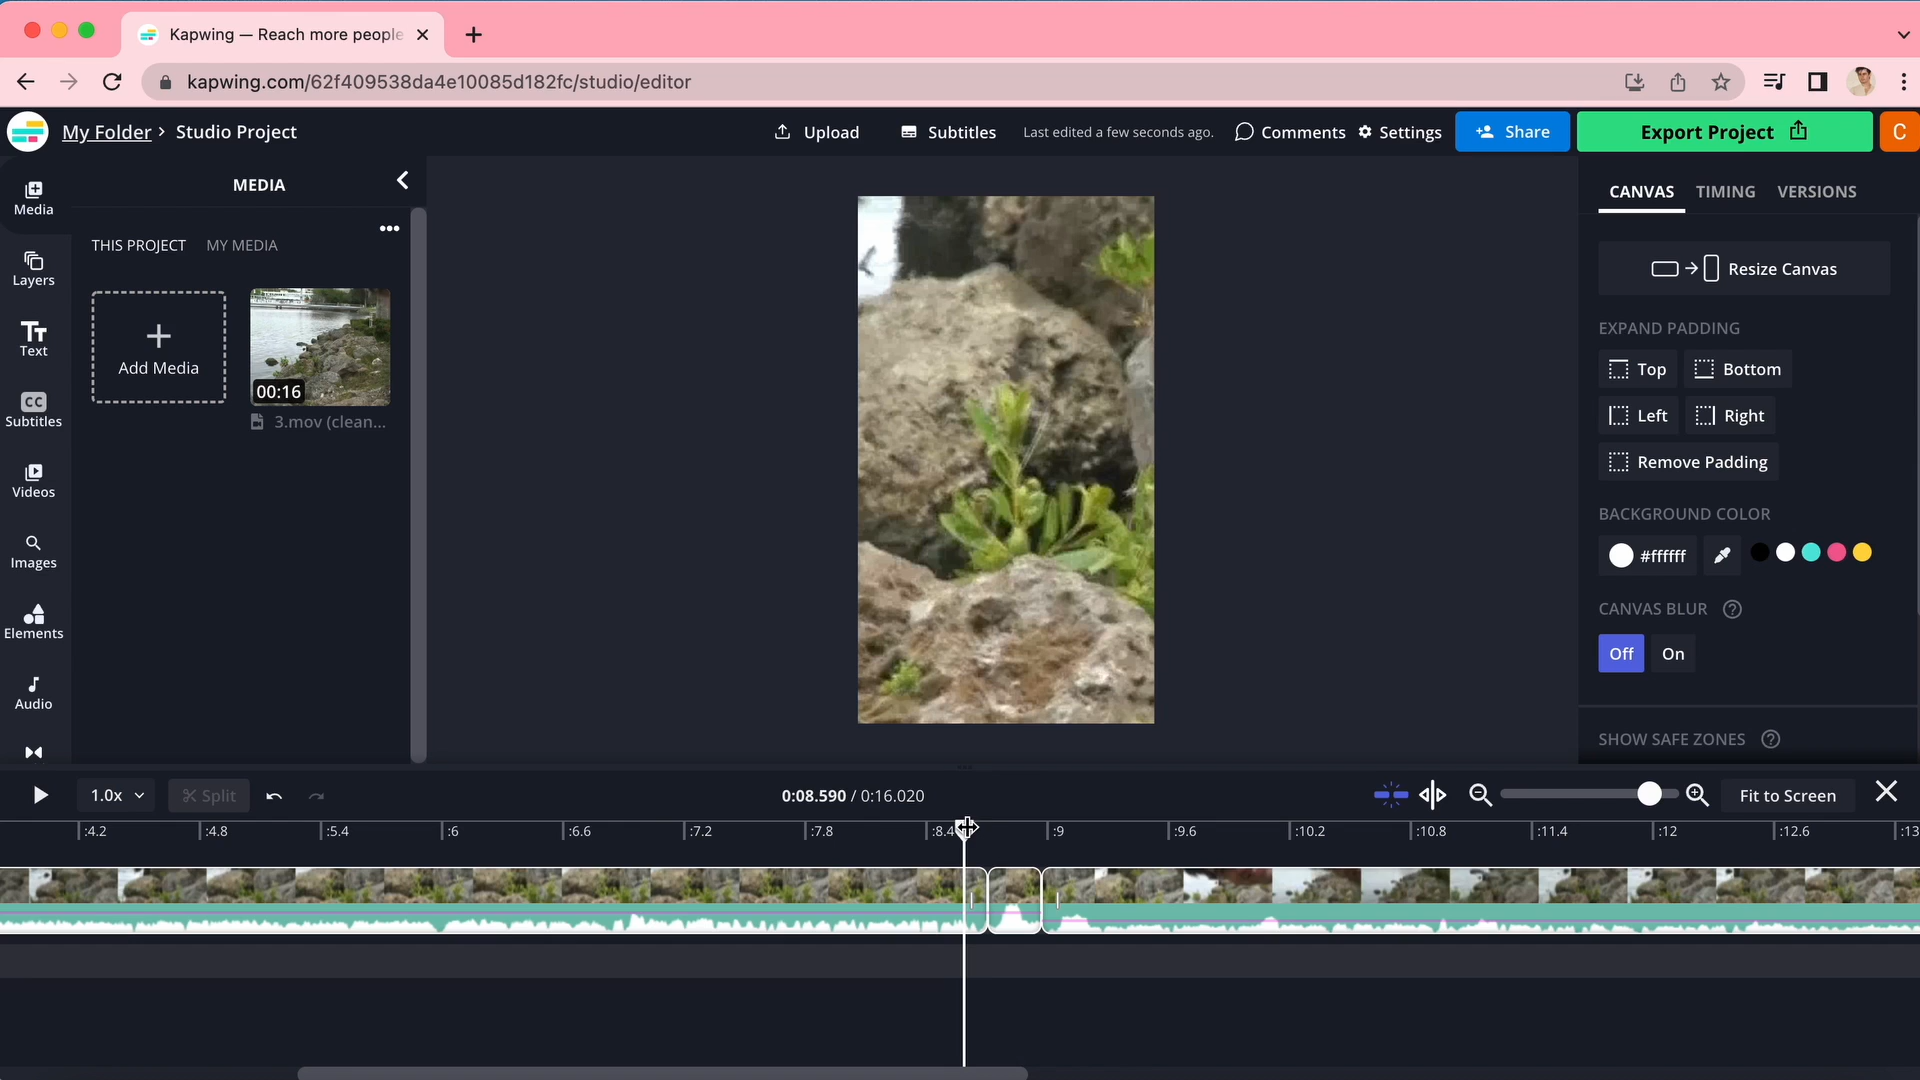 Kapwing — Reach more people
kapwing.com/62f409538da4e10085d182fc/studio/editor
My Folder > Studio Project
Upload
Subtitles
Last edited a few seconds ago.
Comments
Settings
Share
Export Project
C
Media
Layers
Text
CC
Subtitles
Videos
Images
Elements
Audio
MEDIA
THIS PROJECT
MY MEDIA
Add Media
00:16
3.mov (clean...
CANVAS
TIMING
VERSIONS
Resize Canvas
EXPAND PADDING
Top
Bottom
Left
Right
Remove Padding
BACKGROUND COLOR
#ffffff
CANVAS BLUR
Off
On
SHOW SAFE ZONES
1.0x
Split
0:08.590 / 0:16.020
Fit to Screen
:4.2 :4.8 :5.4 :6 :6.6 :7.2 :7.8 :8.4 :9 :9.6 :10.2 :10.8 :11.4 :12 :12.6 :13